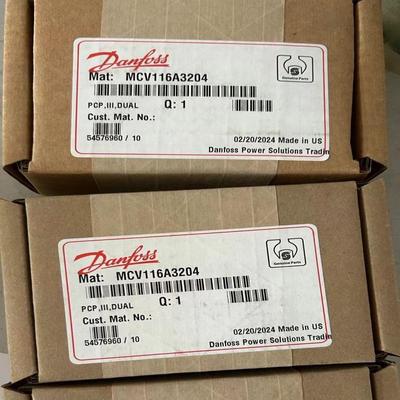 Danfoss
Mat: MCV116A3204
Genuine Parts
PCP,III,DUAL Q: 1
Cust. Mat. No.:
54576960 / 10
02/20/2024 Made in US
Danfoss Power Solutions Tradin
Danfoss
Mat: MCV116A3204
Genuine Parts
PCP,III,DUAL Q: 1
Cust. Mat. No.:
54576960 / 10
02/20/2024 Made in US
Danfoss Power Solutions Tradin